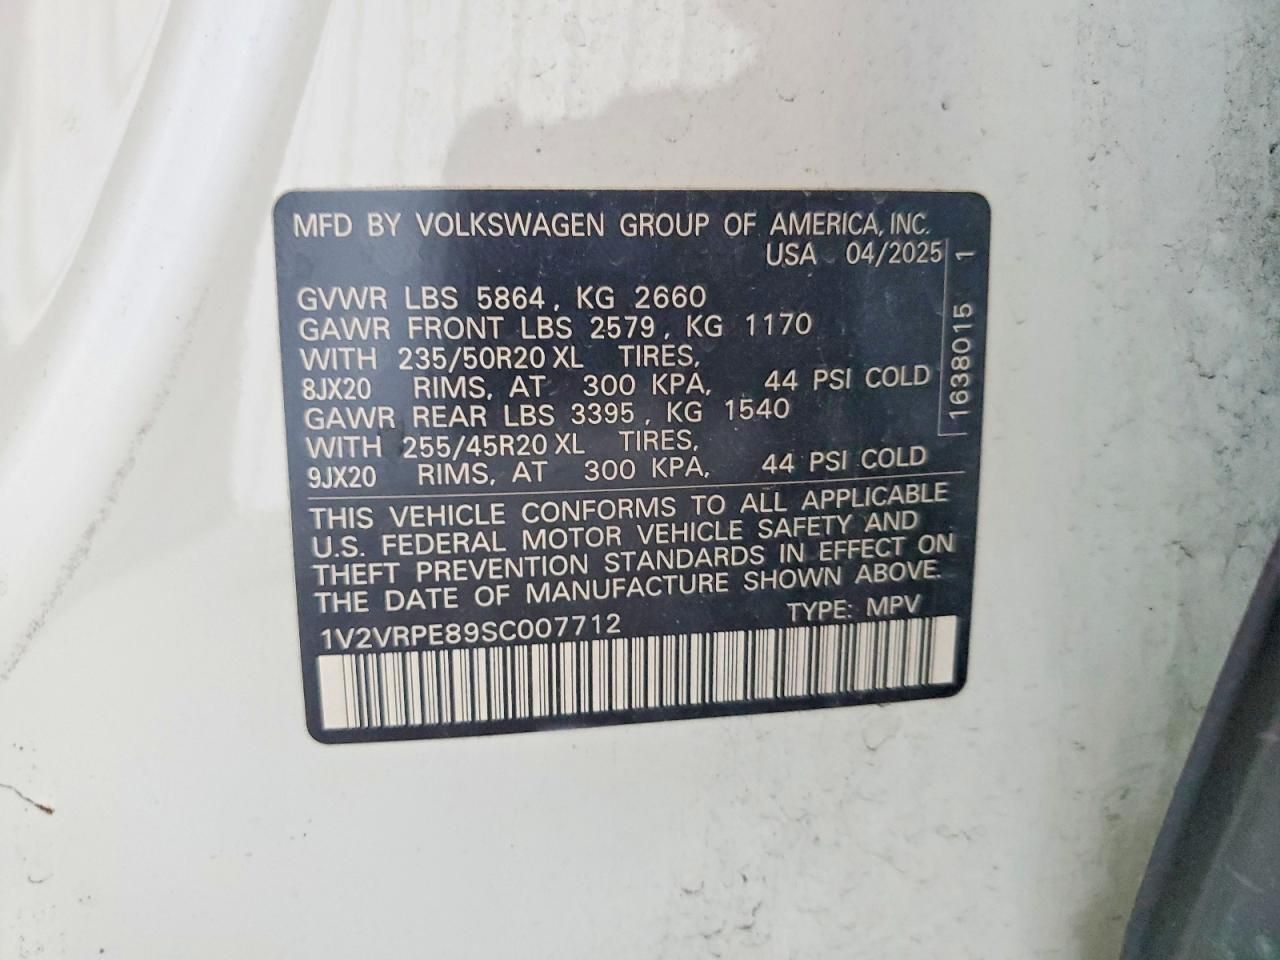 MFD BY VOLKSWAGEN GROUP OF AMERICA, INC.
USA 04/2025
GVWR LBS 5864, KG 2660
GAWR FRONT LBS 2579, KG 1170
WITH 235/50R20 XL TIRES,
8JX20 RIMS, AT 300 KPA, 44 PSI COLD
GAWR REAR LBS 3395, KG 1540
WITH 255/45R20 XL TIRES,
9JX20 RIMS, AT 300 KPA, 44 PSI COLD
1638015 1
THIS VEHICLE CONFORMS TO ALL APPLICABLE
U.S. FEDERAL MOTOR VEHICLE SAFETY AND
THEFT PREVENTION STANDARDS IN EFFECT ON
THE DATE OF MANUFACTURE SHOWN ABOVE.
1V2VRPE89SC007712 TYPE: MPV